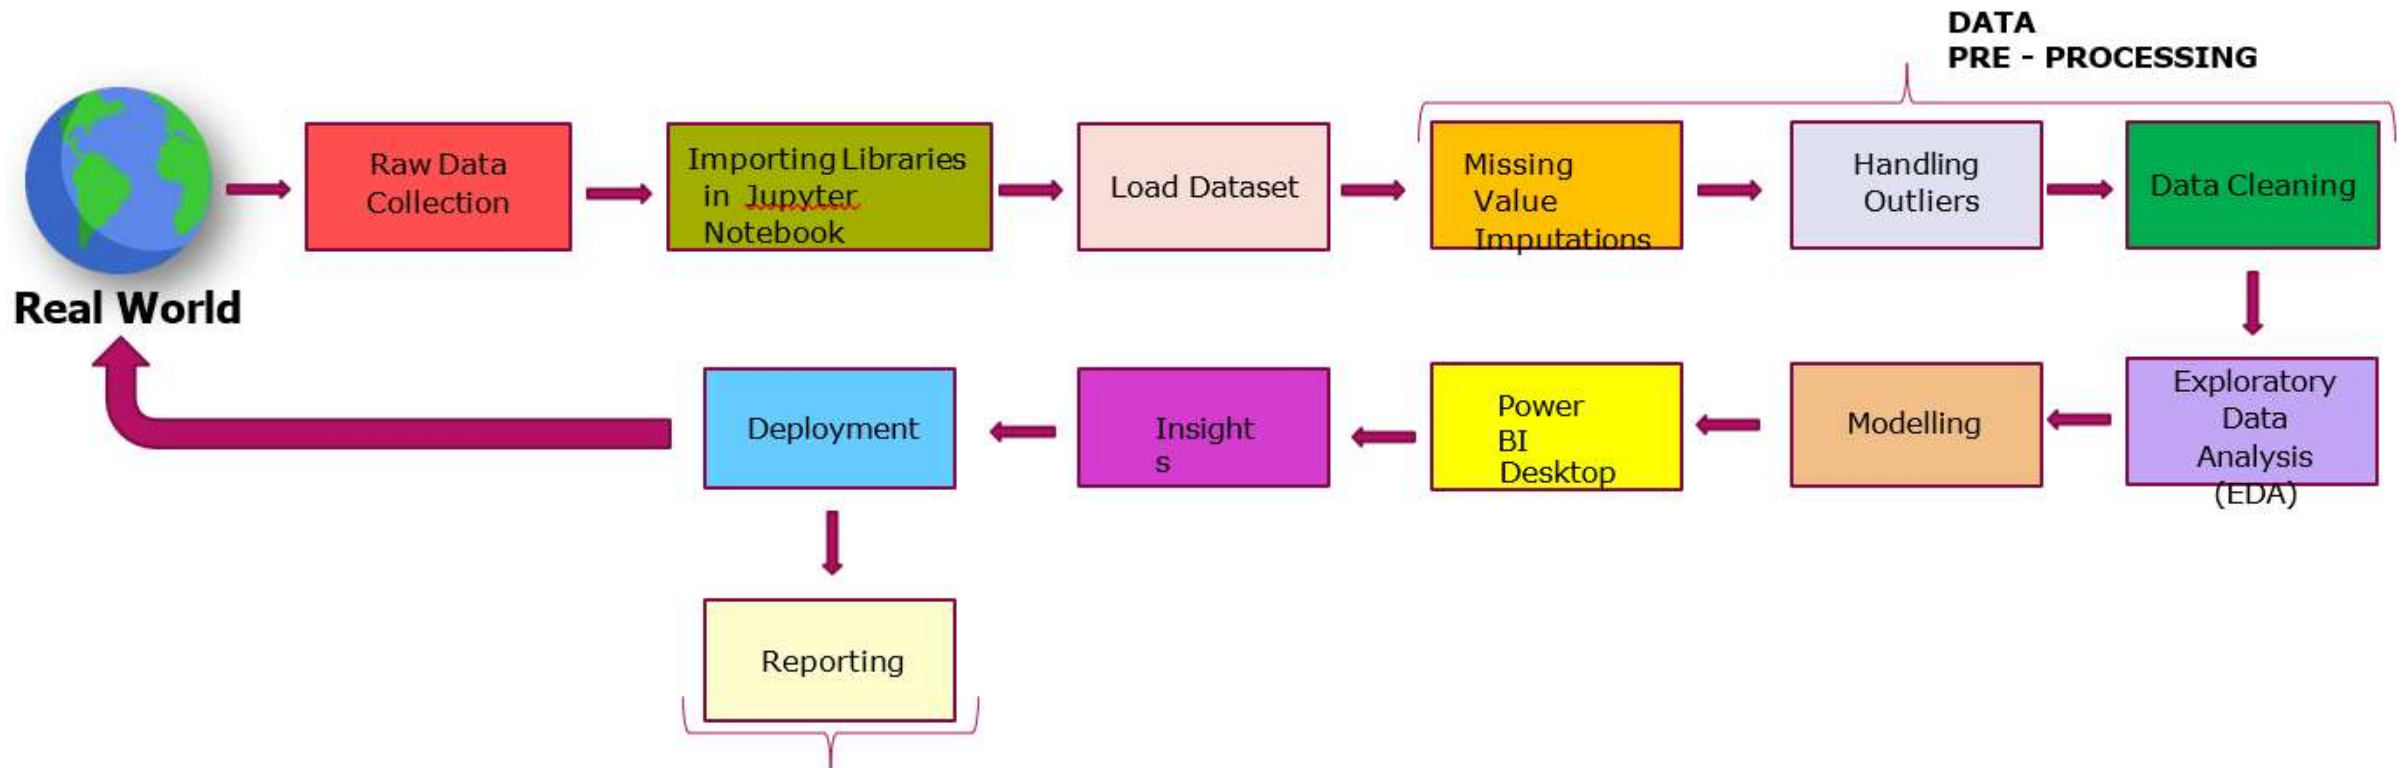 DATA
PRE - PROCESSING
Raw Data
Collection
Importing Libraries
in Jupyter
Notebook
Load Dataset
Missing
Value
Imputations
Handling
Outliers
Data Cleaning
Real World
Deployment
Insight
s
Power
BI
Desktop
Modelling
Exploratory
Data
Analysis
(EDA)
Reporting